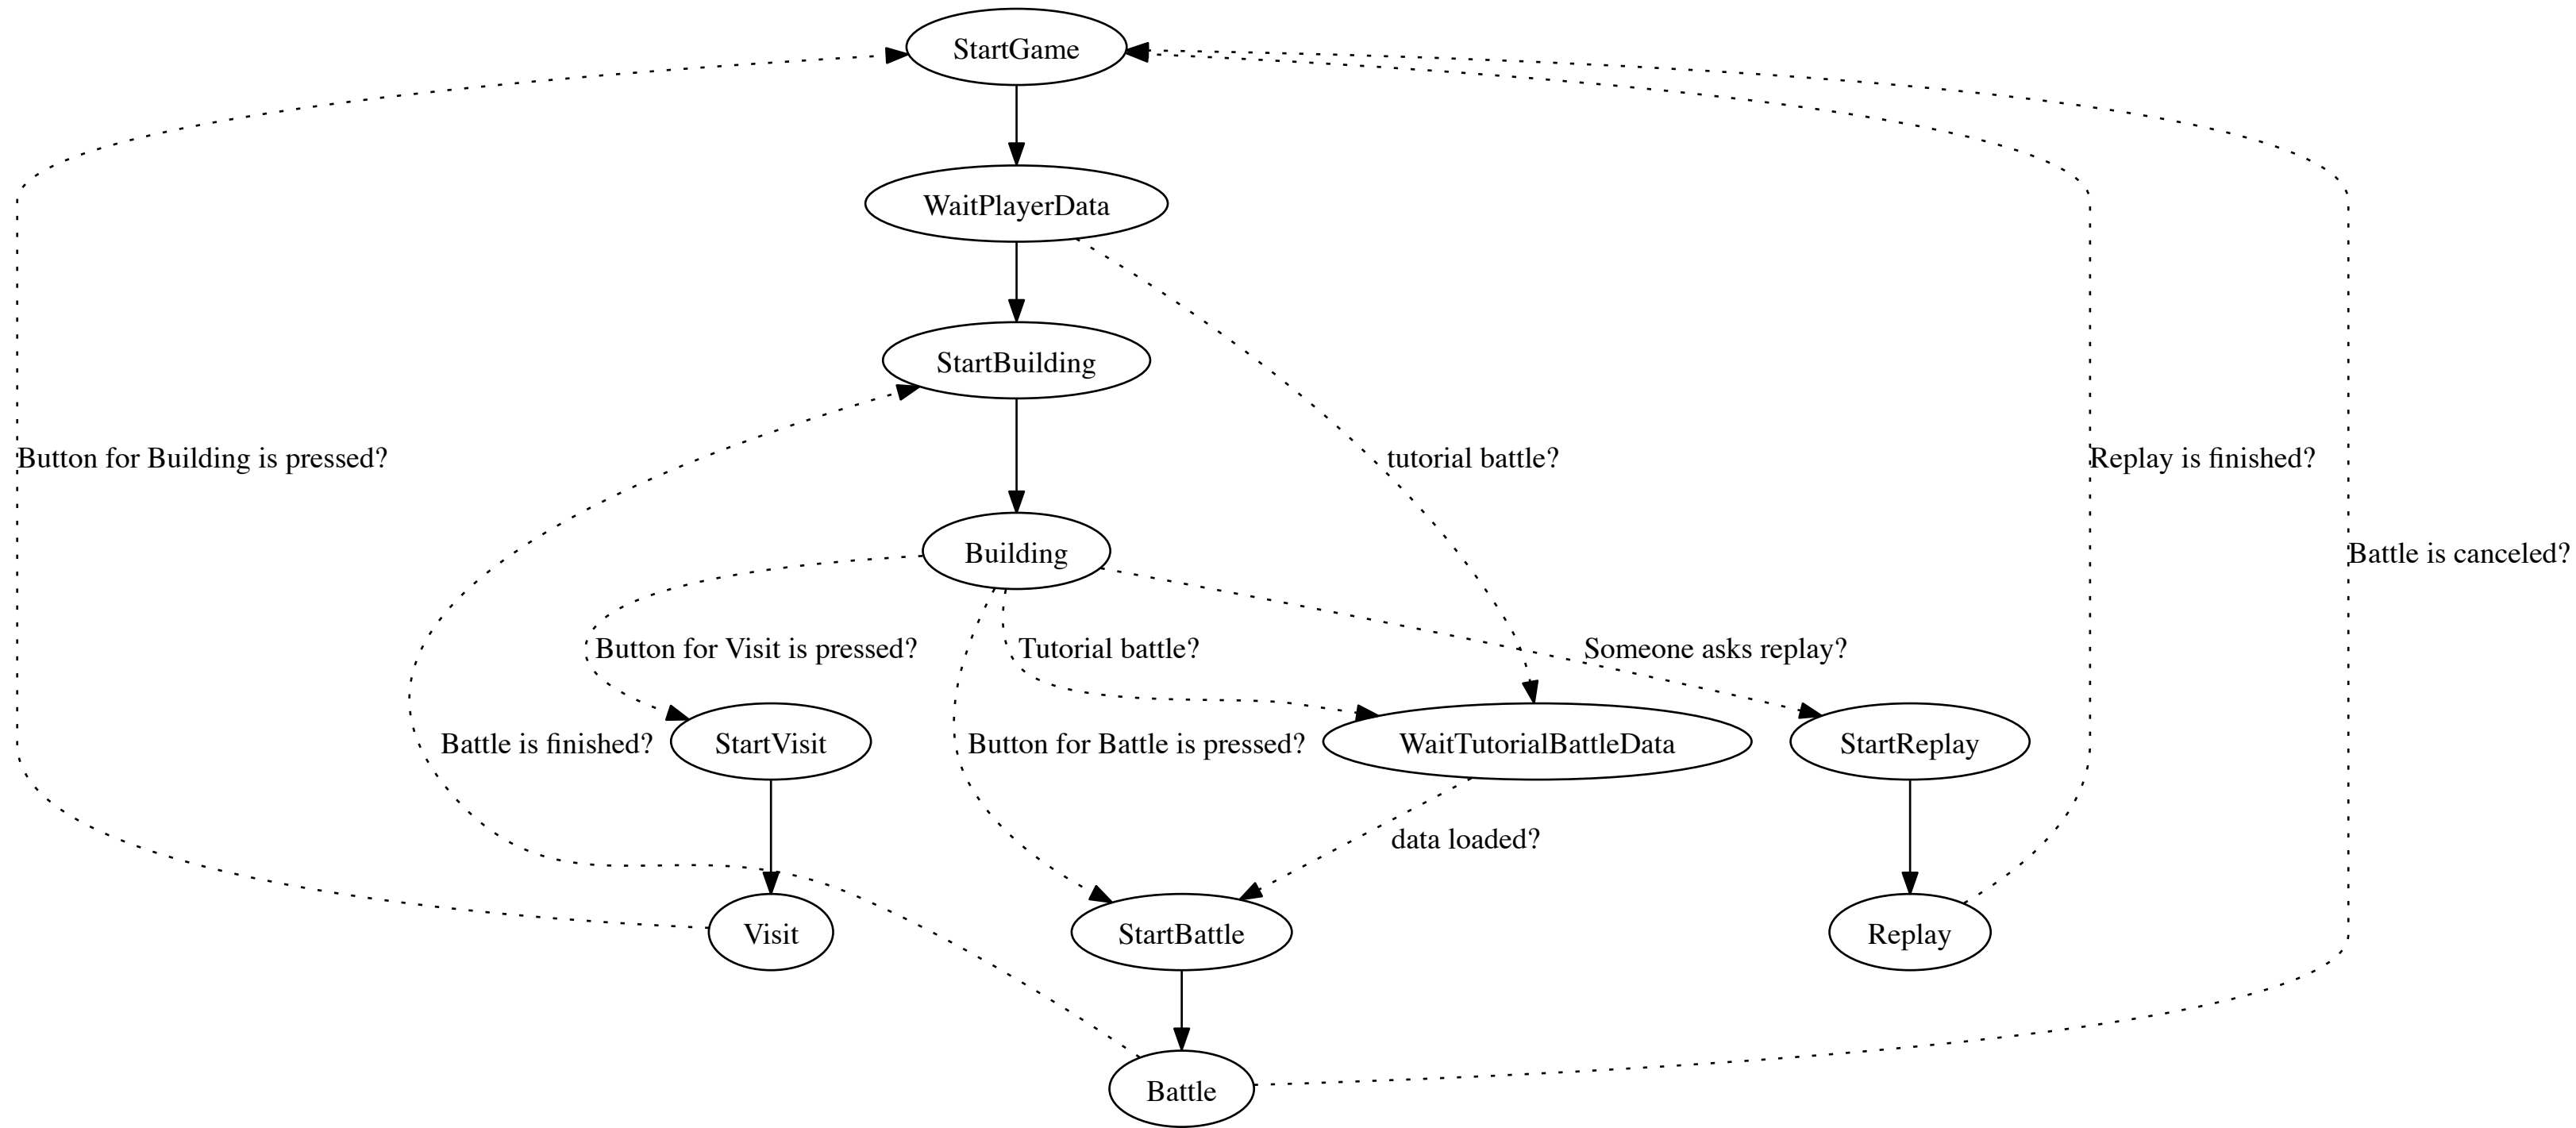 StartGame
WaitPlayerData
StartBuilding
Button for Building is pressed?
tutorial battle?
Replay is finished?
Building
Battle is canceled?
Button for Visit is pressed?
Tutorial battle?
Someone asks replay?
Battle is finished?
StartVisit
Button for Battle is pressed?
WaitTutorialBattleData
StartReplay
data loaded?
Visit
StartBattle
Replay
Battle